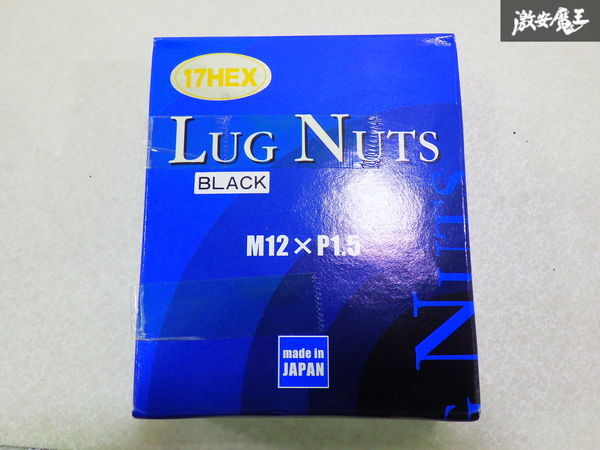 激安魔王
17HEX
LUG NUTS
BLACK
M12×P1.5
NUTS
made in
JAPAN